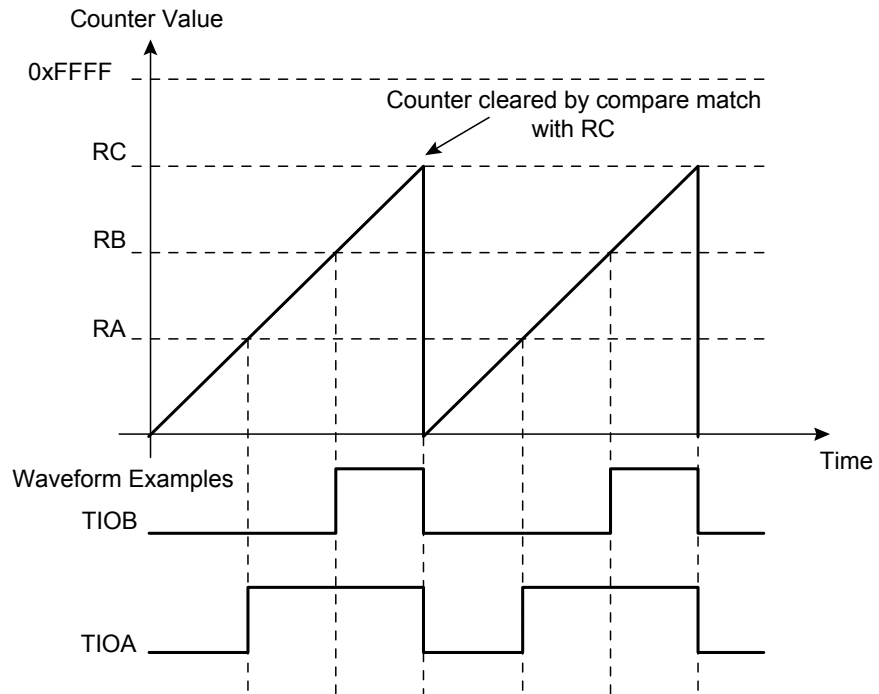 Counter Value
0xFFFF
Counter cleared by compare match
with RC
RC
RB
RA
Time
Waveform Examples
TIOB
TIOA